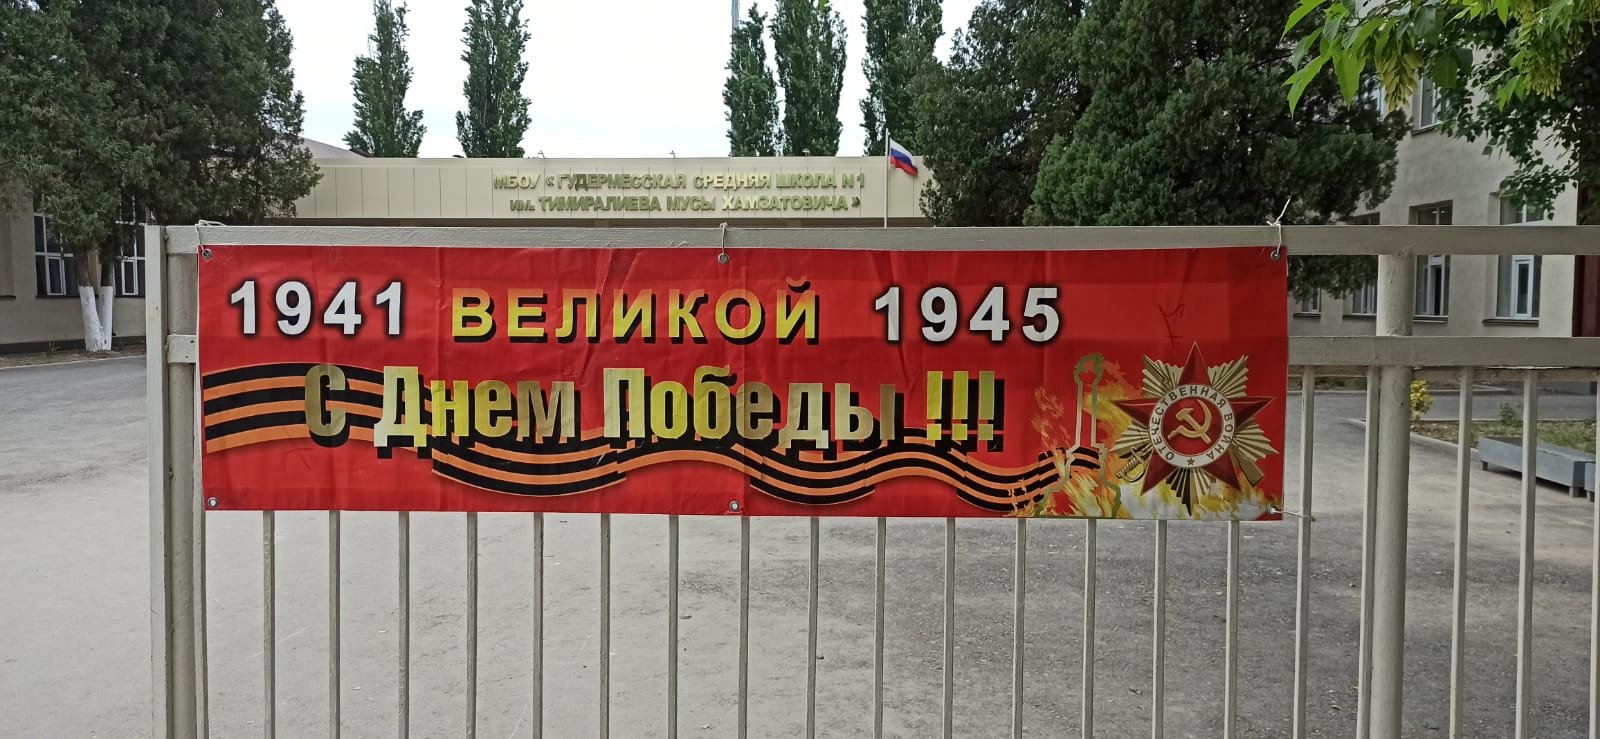 МБОУ «ГУДЕРМЕССКАЯ СРЕДНЯЯ ШКОЛА №1
им. ТИМИРАЛИЕВА МУСЫ ХАМЗАТОВИЧА»
1941 ВЕЛИКОЙ 1945
С Днем Победы !!!
ОТЕЧЕСТВЕННАЯ ВОЙНА